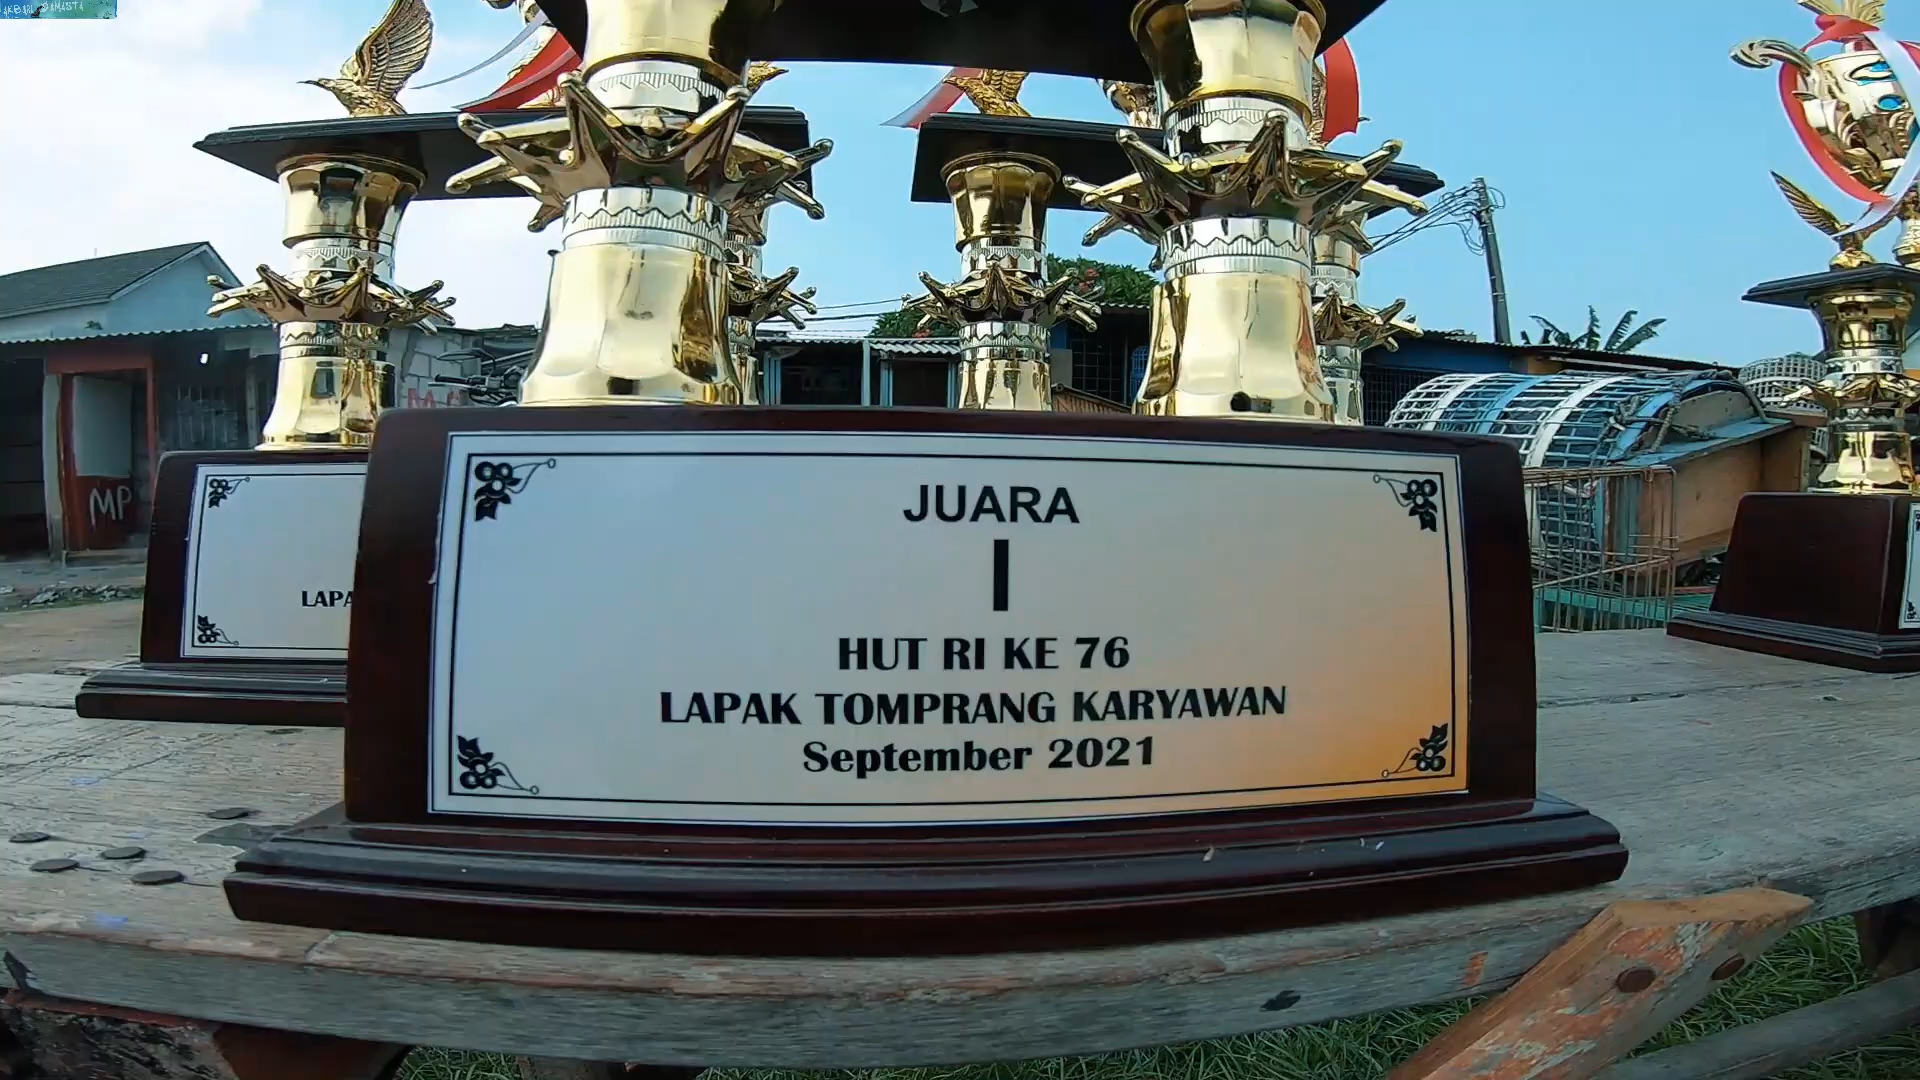 JUARA
I
HUT RI KE 76
LAPAK TOMPRANG KARYAWAN
September 2021
LAPA
MP